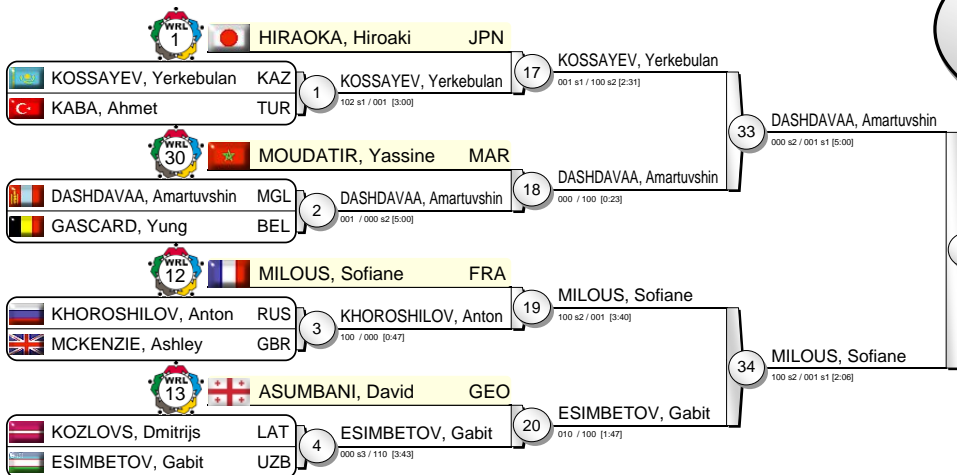 WRL
1
HIRAOKA, Hiroaki JPN
KOSSAYEV, Yerkebulan KAZ
KABA, Ahmet TUR
1
KOSSAYEV, Yerkebulan
102 s1 / 001 [3:00]
17
KOSSAYEV, Yerkebulan
001 s1 / 100 s2 [2:31]
WRL
30
MOUDATIR, Yassine MAR
DASHDAVAA, Amartuvshin MGL
GASCARD, Yung BEL
2
DASHDAVAA, Amartuvshin
001 / 000 s2 [5:00]
18
DASHDAVAA, Amartuvshin
000 / 100 [0:23]
33
DASHDAVAA, Amartuvshin
000 s2 / 001 s1 [5:00]
WRL
12
MILOUS, Sofiane FRA
KHOROSHILOV, Anton RUS
MCKENZIE, Ashley GBR
3
KHOROSHILOV, Anton
100 / 000 [0:47]
19
MILOUS, Sofiane
100 s2 / 001 [3:40]
WRL
13
ASUMBANI, David GEO
KOZLOVS, Dmitrijs LAT
ESIMBETOV, Gabit UZB
4
ESIMBETOV, Gabit
000 s3 / 110 [3:43]
20
ESIMBETOV, Gabit
010 / 100 [1:47]
34
MILOUS, Sofiane
100 s2 / 001 s1 [2:06]